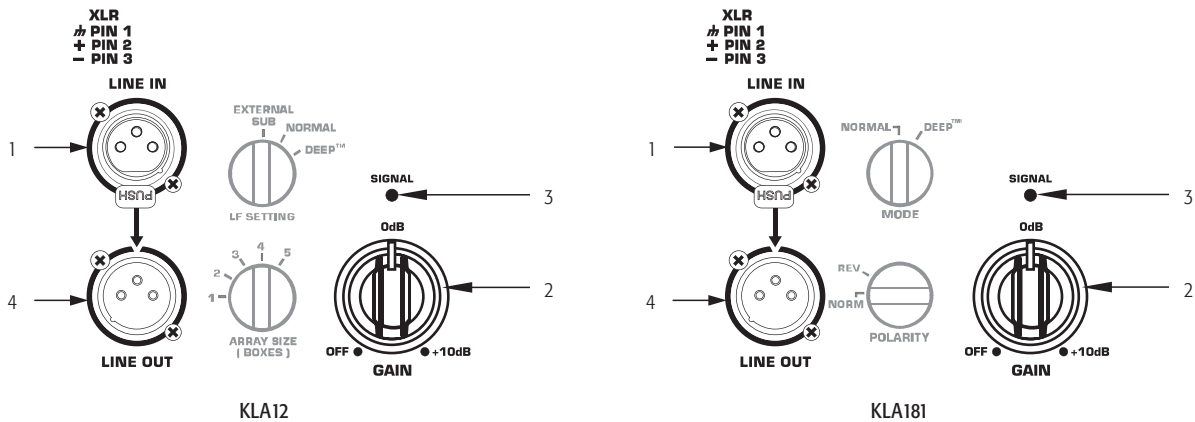 XLR
PIN 1
+ PIN 2
− PIN 3
LINE IN
1
EXTERNAL
SUB
NORMAL
DEEP™
LF SETTING
PUSH
SIGNAL
3
0dB
4
1
2
3
4
5
ARRAY SIZE
( BOXES )
2
OFF
+10dB
GAIN
LINE OUT
KLA12
XLR
PIN 1
+ PIN 2
− PIN 3
LINE IN
1
NORMAL
DEEP™
MODE
PUSH
SIGNAL
3
0dB
4
REV
NORM
POLARITY
2
OFF
+10dB
GAIN
LINE OUT
KLA181